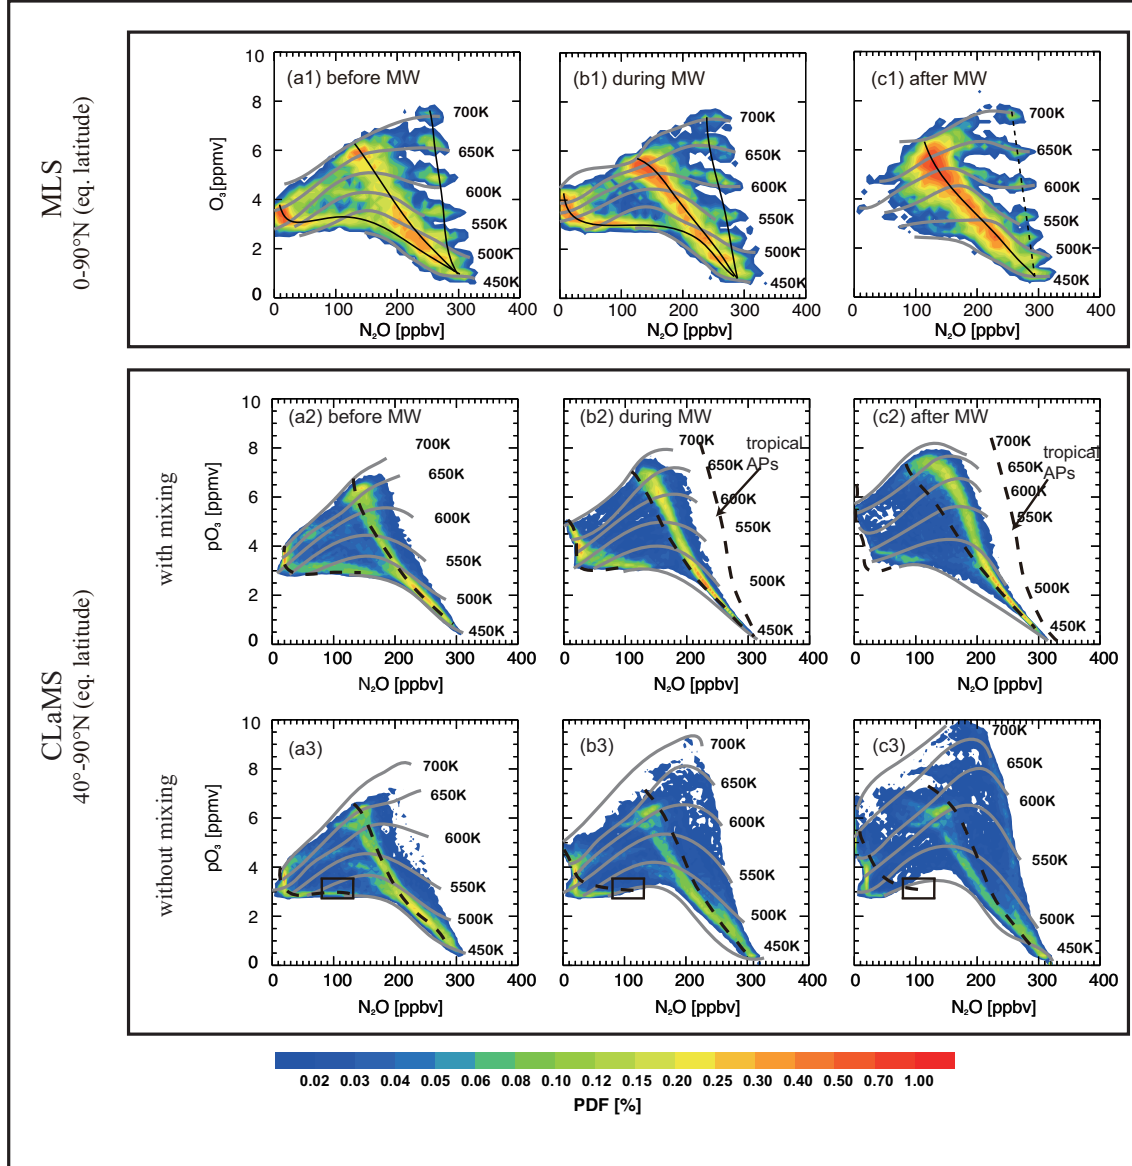 MLS
0-90°N (eq. latitude)
(a1) before MW
(b1) during MW
(c1) after MW
O₃[ppmv]
10
8
6
4
2
0
700K
650K
600K
550K
500K
450K
700K
650K
600K
550K
500K
450K
700K
650K
600K
550K
500K
450K
0 100 200 300 400
0 100 200 300 400
0 100 200 300 400
N₂O [ppbv]
N₂O [ppbv]
N₂O [ppbv]
CLaMS
40°-90°N (eq. latitude)
with mixing
(a2) before MW
(b2) during MW
(c2) after MW
pO₃ [ppmv]
10
8
6
4
2
0
700K
650K
600K
550K
500K
450K
700K
tropical
650K
APs
600K
550K
500K
450K
700K
tropical
650K
APs
600K
550K
500K
450K
0 100 200 300 400
0 100 200 300 400
0 100 200 300 400
N₂O [ppbv]
N₂O [ppbv]
N₂O [ppbv]
without mixing
(a3)
(b3)
(c3)
pO₃ [ppmv]
10
8
6
4
2
0
700K
650K
600K
550K
500K
450K
700K
650K
600K
550K
500K
450K
700K
650K
600K
550K
500K
450K
0 100 200 300 400
0 100 200 300 400
0 100 200 300 400
N₂O [ppbv]
N₂O [ppbv]
N₂O [ppbv]
0.02 0.03 0.04 0.05 0.06 0.08 0.10 0.12 0.15 0.20 0.25 0.30 0.40 0.50 0.70 1.00
PDF [%]